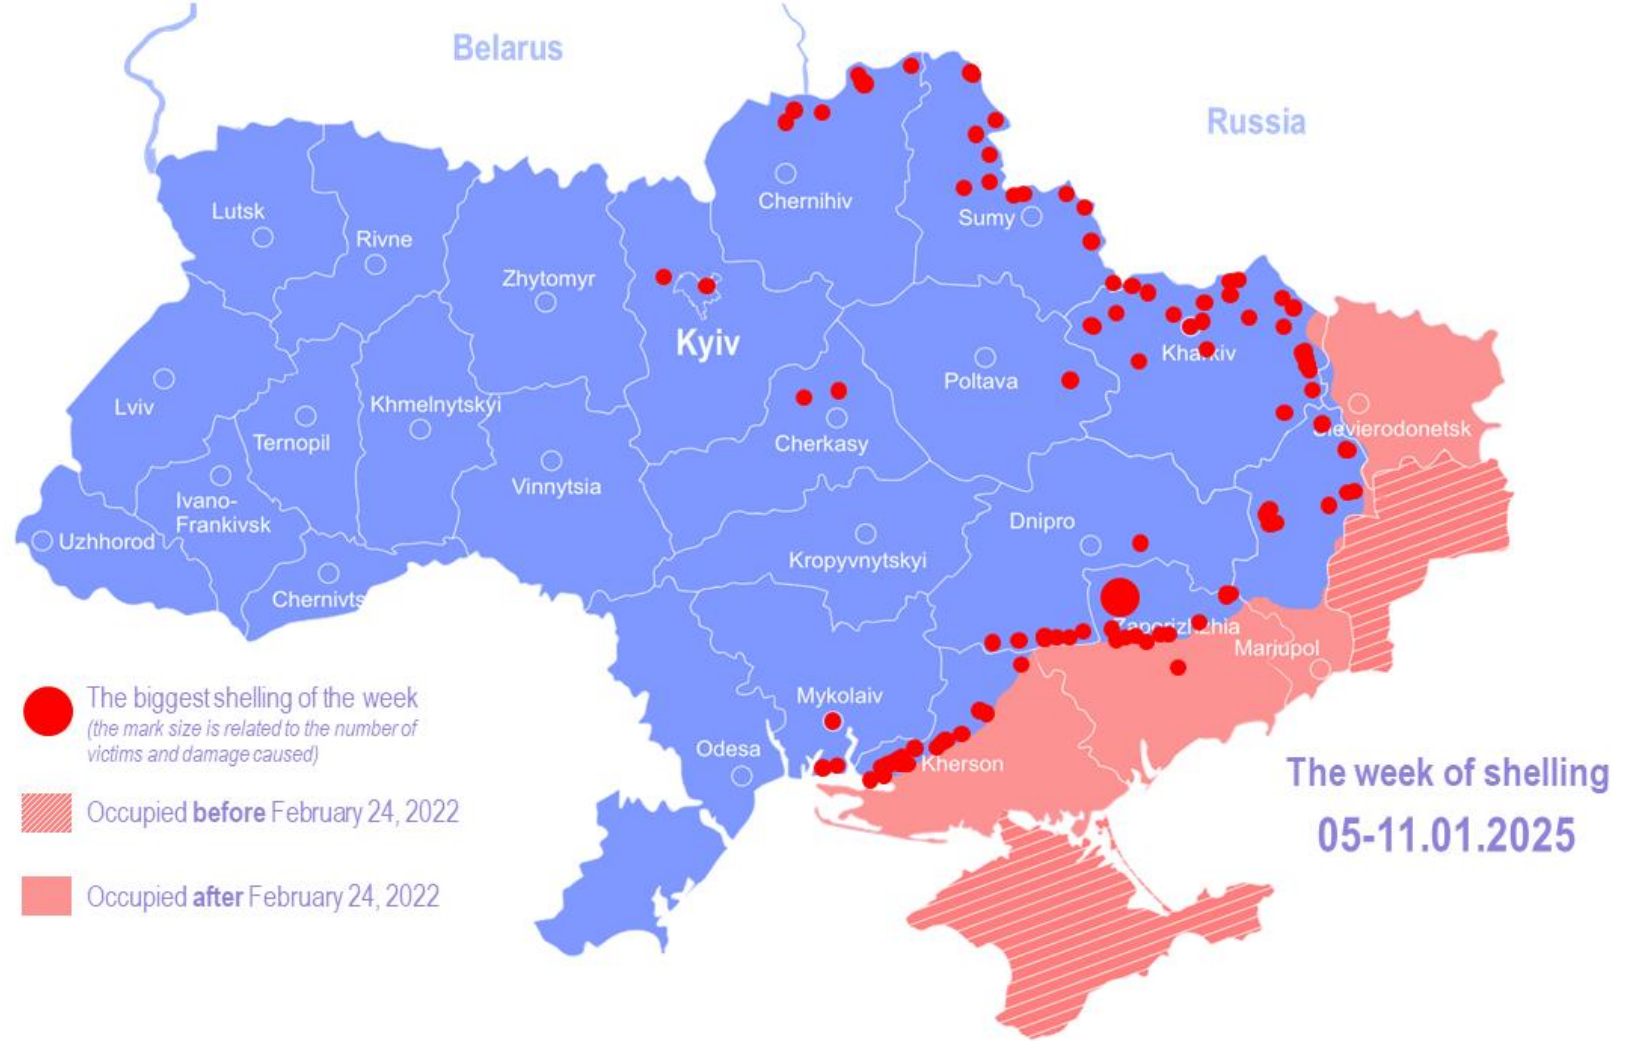 Belarus
Russia
Lutsk
Rivne
Zhytomyr
Chernihiv
Sumy
Kyiv
Kharkiv
Poltava
Lviv
Khmelnytskyi
Ternopil
Cherkasy
Sievierodonetsk
Vinnytsia
Ivano-
Frankivsk
Uzhhorod
Dnipro
Kropyvnytskyi
Chernivts
Zaporizhzhia
Mariupol
Mykolaiv
Odesa
Kherson
The biggest shelling of the week
(the mark size is related to the number of
victims and damage caused)
Occupied before February 24, 2022
Occupied after February 24, 2022
The week of shelling
05-11.01.2025